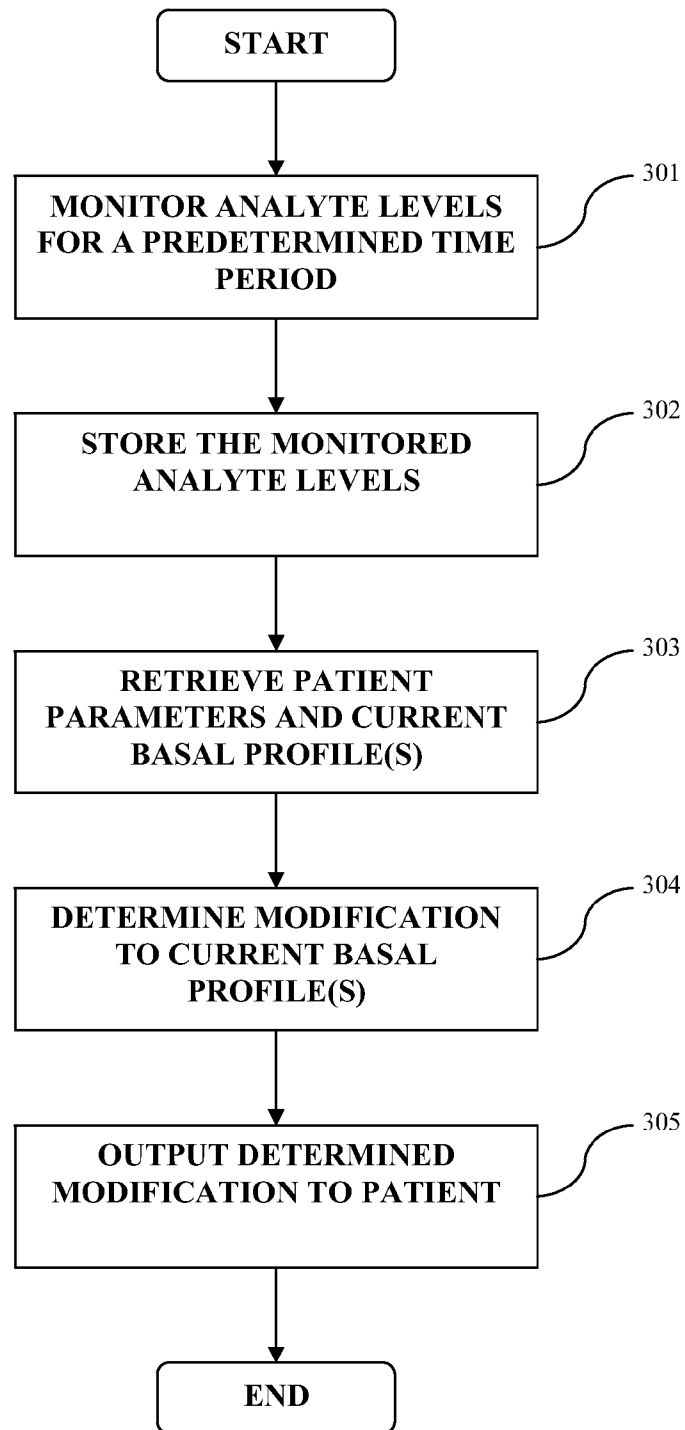 START
301
MONITOR ANALYTE LEVELS
FOR A PREDETERMINED TIME
PERIOD
302
STORE THE MONITORED
ANALYTE LEVELS
303
RETRIEVE PATIENT
PARAMETERS AND CURRENT
BASAL PROFILE(S)
304
DETERMINE MODIFICATION
TO CURRENT BASAL
PROFILE(S)
305
OUTPUT DETERMINED
MODIFICATION TO PATIENT
END